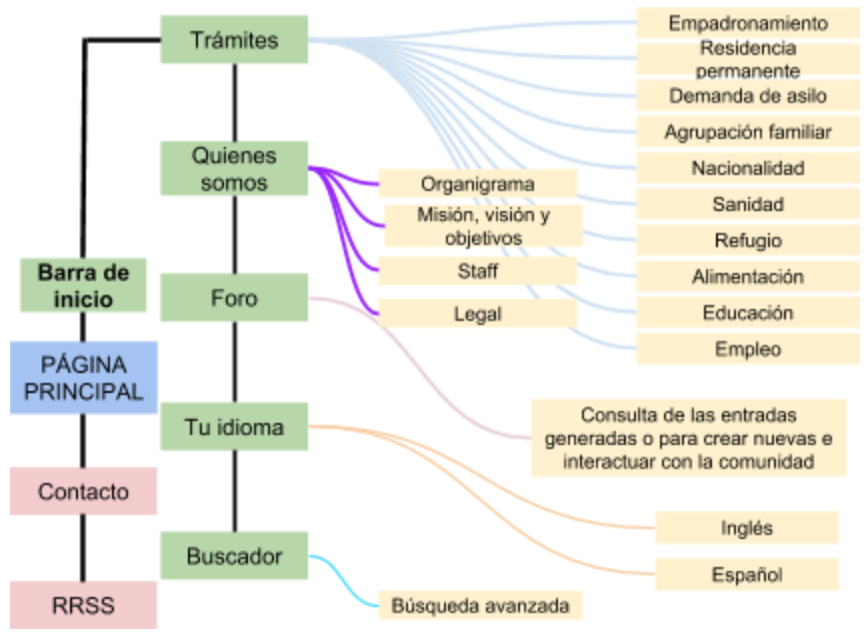 Trámites
Empadronamiento
Residencia
permanente
Demanda de asilo
Agrupación familiar
Nacionalidad
Sanidad
Refugio
Alimentación
Educación
Empleo
Quienes
somos
Organigrama
Misión, visión y
objetivos
Staff
Legal
Barra de
inicio
Foro
Consulta de las entradas
generadas o para crear nuevas e
interactuar con la comunidad
PÁGINA
PRINCIPAL
Tu idioma
Inglés
Español
Contacto
Buscador
Búsqueda avanzada
RRSS